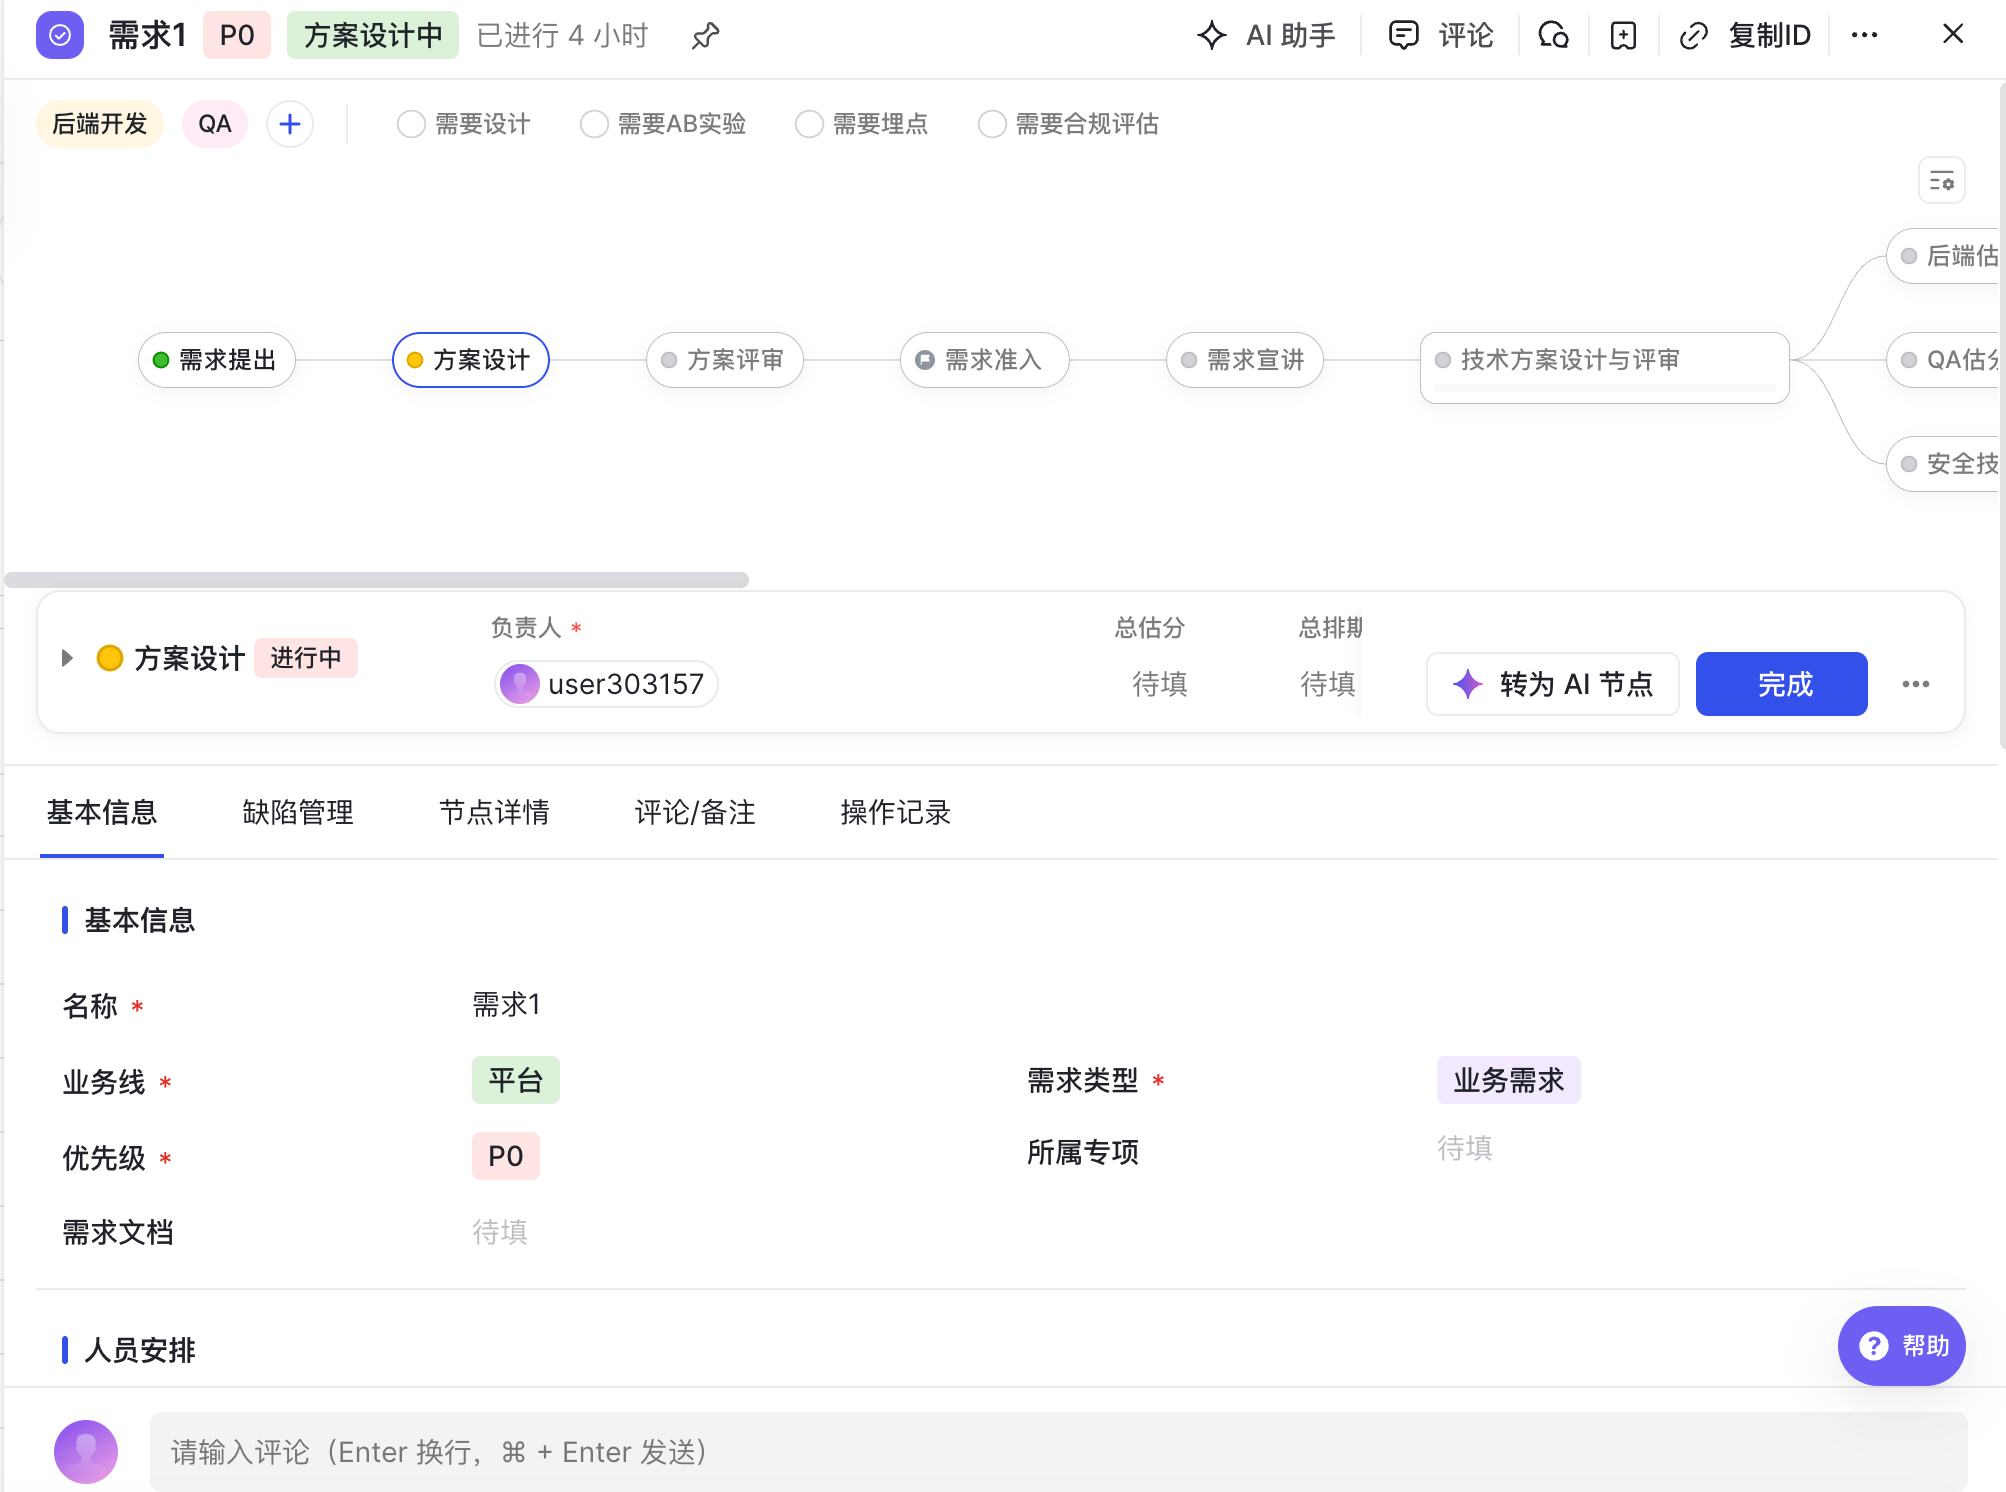 需求1 P0 方案设计中 已进行 4 小时 AI 助手 评论 复制ID
后端开发 QA 需要设计 需要AB实验 需要埋点 需要合规评估
后端估
需求提出 方案设计 方案评审 需求准入 需求宣讲 技术方案设计与评审 QA估分
安全技
方案设计 进行中 负责人 * 总估分 总排期
user303157 待填 待填 转为 AI 节点 完成
基本信息 缺陷管理 节点详情 评论/备注 操作记录
基本信息
名称 * 需求1
业务线 * 平台 需求类型 * 业务需求
优先级 * P0 所属专项 待填
需求文档 待填
人员安排
帮助
请输入评论（Enter 换行，⌘ + Enter 发送）